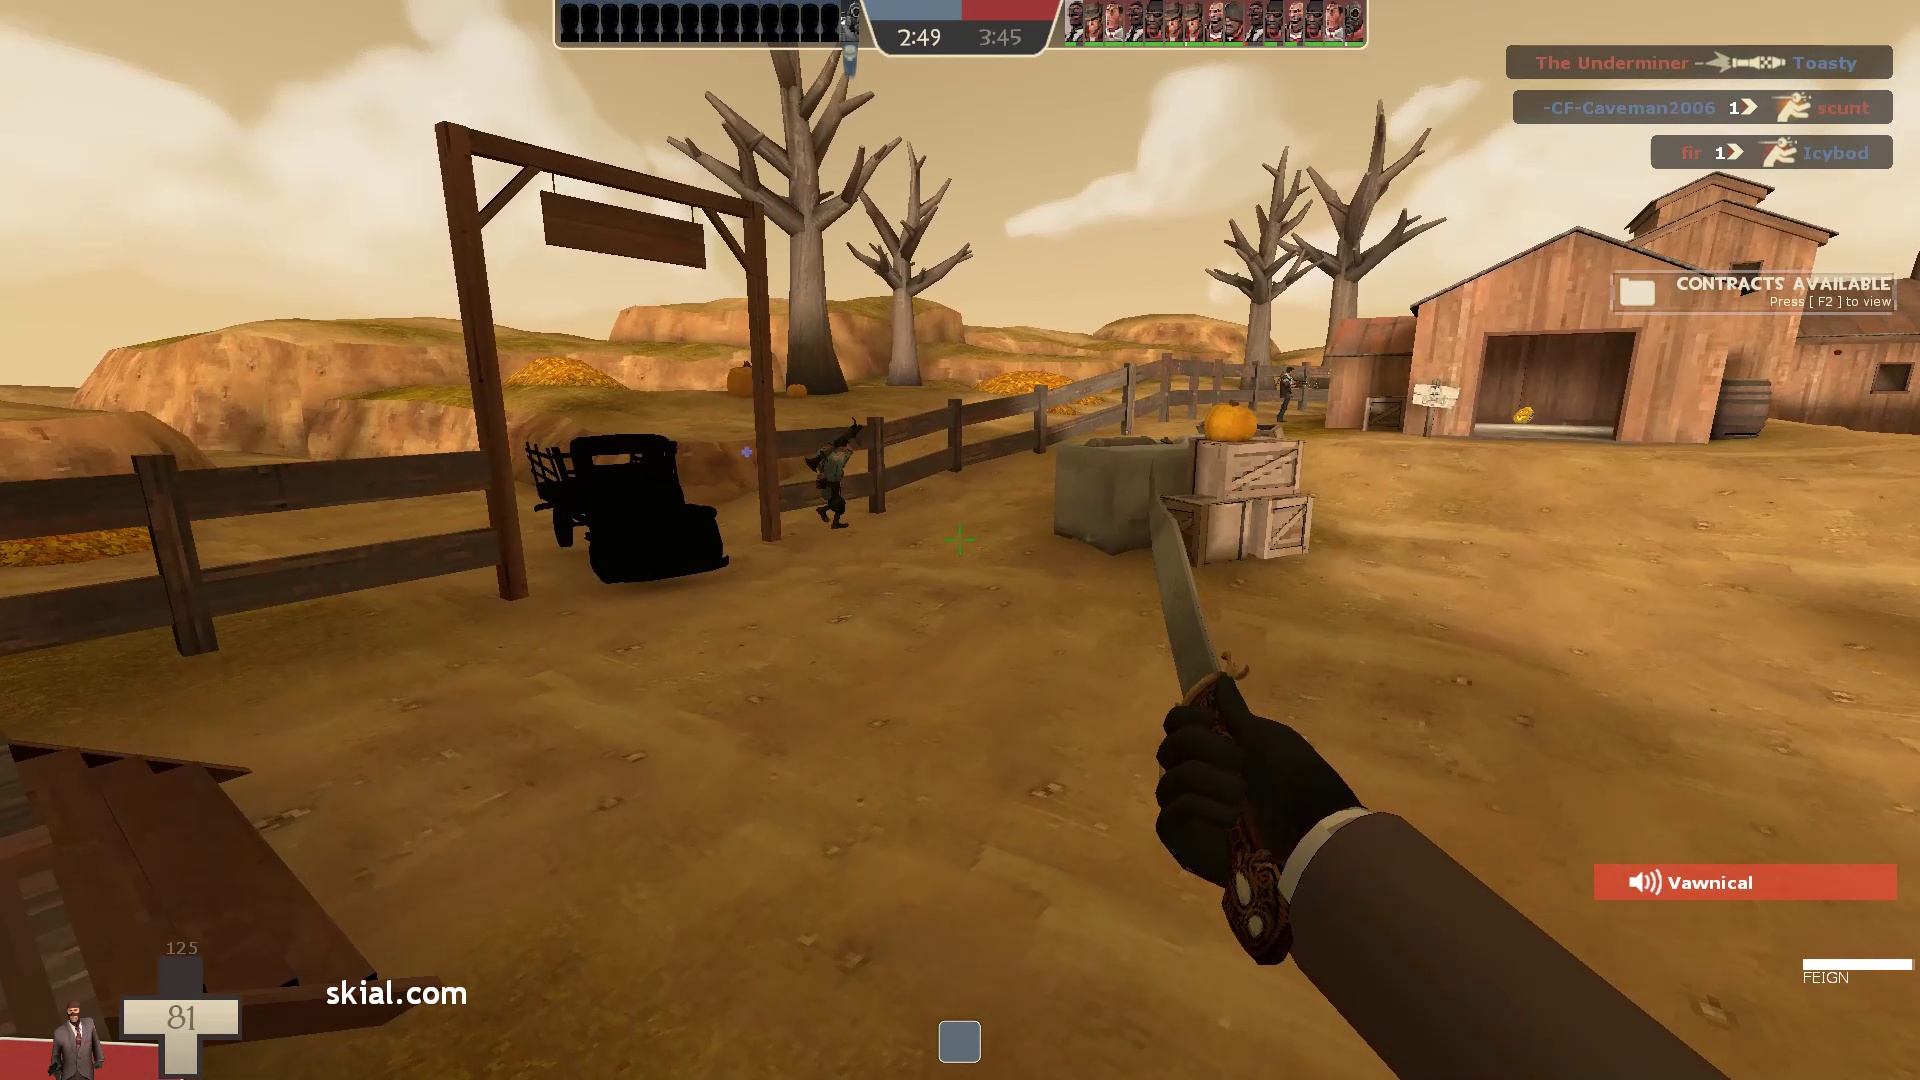 2:49 3:45
The Underminer Toasty
-CF-Caveman2006 1 scunt
fir 1 Icybod
CONTRACTS AVAILABLE
Press [ F2 ] to view
Vawnical
FEIGN
125
81
skial.com